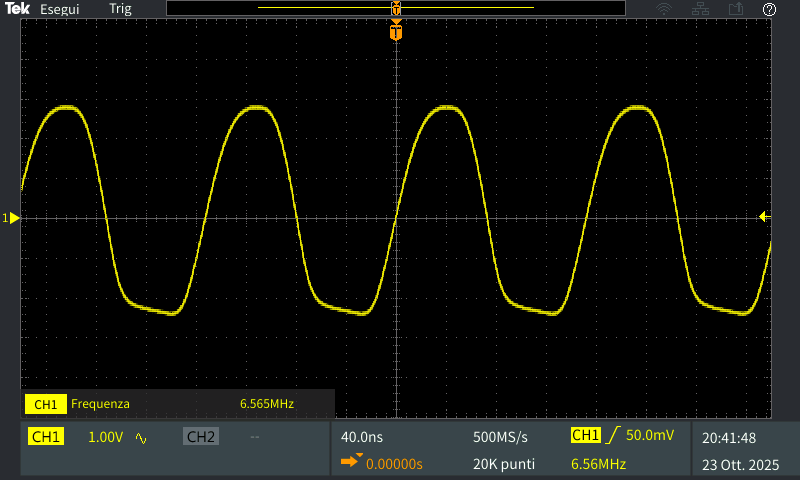 Tek Esegui Trig T ?
T
1
CH1 Frequenza 6.565MHz
CH1 1.00V CH2 -- 40.0ns 500MS/s CH1 50.0mV 20:41:48
0.00000s 20K punti 6.56MHz 23 Ott. 2025